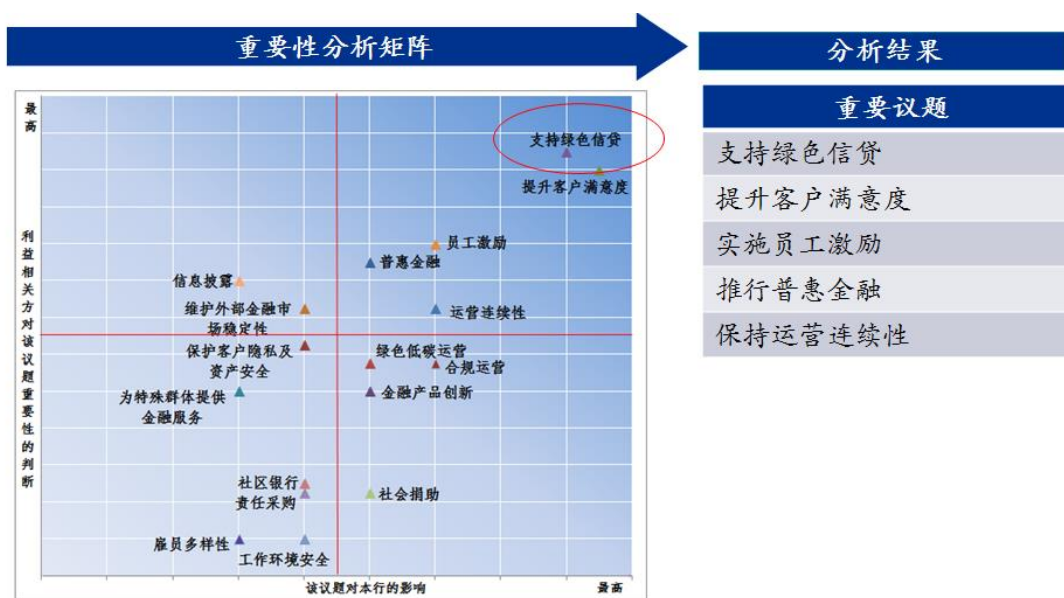 重要性分析矩阵
分析结果
最高
利益相关方对该议题重要性的判断
支持绿色信贷
提升客户满意度
员工激励
普惠金融
信息披露
维护外部金融市
场稳定性
运营连续性
保护客户隐私及
资产安全
绿色低碳运营
合规运营
为特殊群体提供
金融服务
金融产品创新
社区银行
责任采购
社会捐助
雇员多样性
工作环境安全
该议题对本行的影响
最高
重要议题
支持绿色信贷
提升客户满意度
实施员工激励
推行普惠金融
保持运营连续性